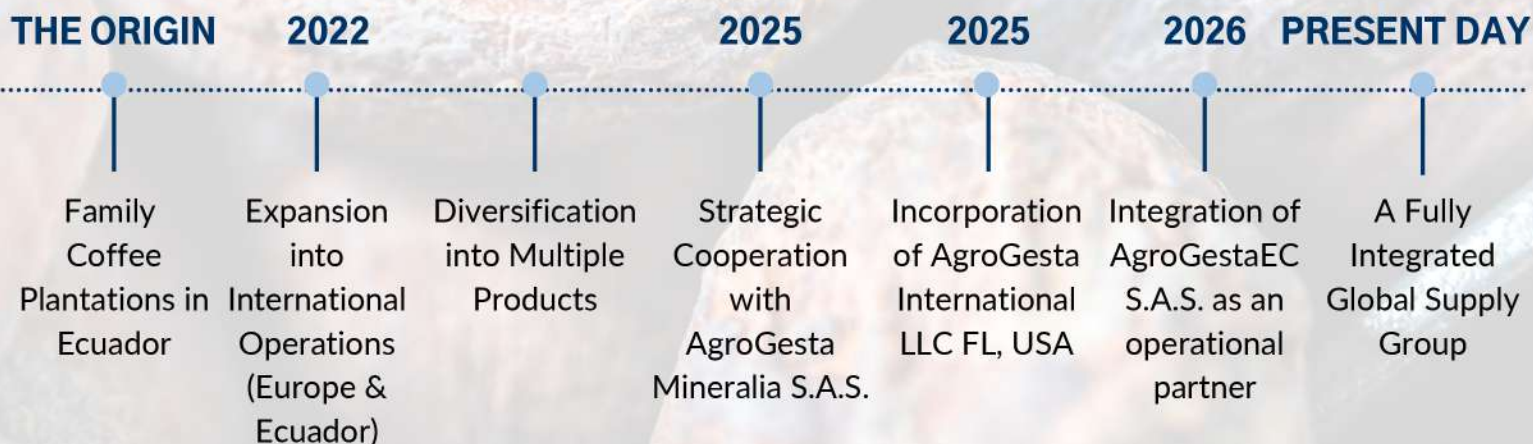 THE ORIGIN
Family
Coffee
Plantations in
Ecuador
2022
Expansion
into
International
Operations
(Europe &
Ecuador)
Diversification
into Multiple
Products
2025
Strategic
Cooperation
with
AgroGesta
Mineralia S.A.S.
2025
Incorporation
of AgroGesta
International
LLC FL, USA
2026
Integration of
AgroGestaEC
S.A.S. as an
operational
partner
PRESENT DAY
A Fully
Integrated
Global Supply
Group